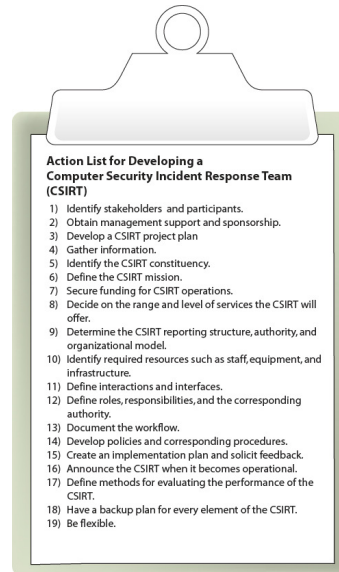 Action List for Developing a
Computer Security Incident Response Team
(CSIRT)
1) Identify stakeholders and participants.
2) Obtain management support and sponsorship.
3) Develop a CSIRT project plan
4) Gather information.
5) Identify the CSIRT constituency.
6) Define the CSIRT mission.
7) Secure funding for CSIRT operations.
8) Decide on the range and level of services the CSIRT will
offer.
9) Determine the CSIRT reporting structure, authority, and
organizational model.
10) Identify required resources such as staff, equipment, and
infrastructure.
11) Define interactions and interfaces.
12) Define roles, responsibilities, and the corresponding
authority.
13) Document the workflow.
14) Develop policies and corresponding procedures.
15) Create an implementation plan and solicit feedback.
16) Announce the CSIRT when it becomes operational.
17) Define methods for evaluating the performance of the
CSIRT.
18) Have a backup plan for every element of the CSIRT.
19) Be flexible.